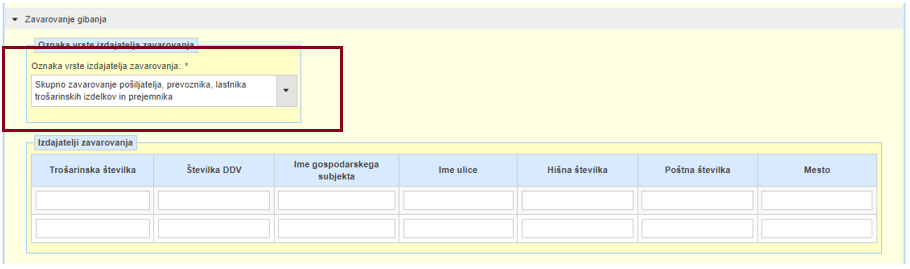 Zavarovanje gibanja
Oznaka vrste izdajatelja zavarovanja
Oznaka vrste izdajatelja zavarovanja: *
Skupno zavarovanje pošiljatelja, prevoznika, lastnika
trošarinskih izdelkov in prejemnika
Izdajatelji zavarovanja
Trošarinska številka Številka DDV Ime gospodarskega subjekta Ime ulice Hišna številka Poštna številka Mesto